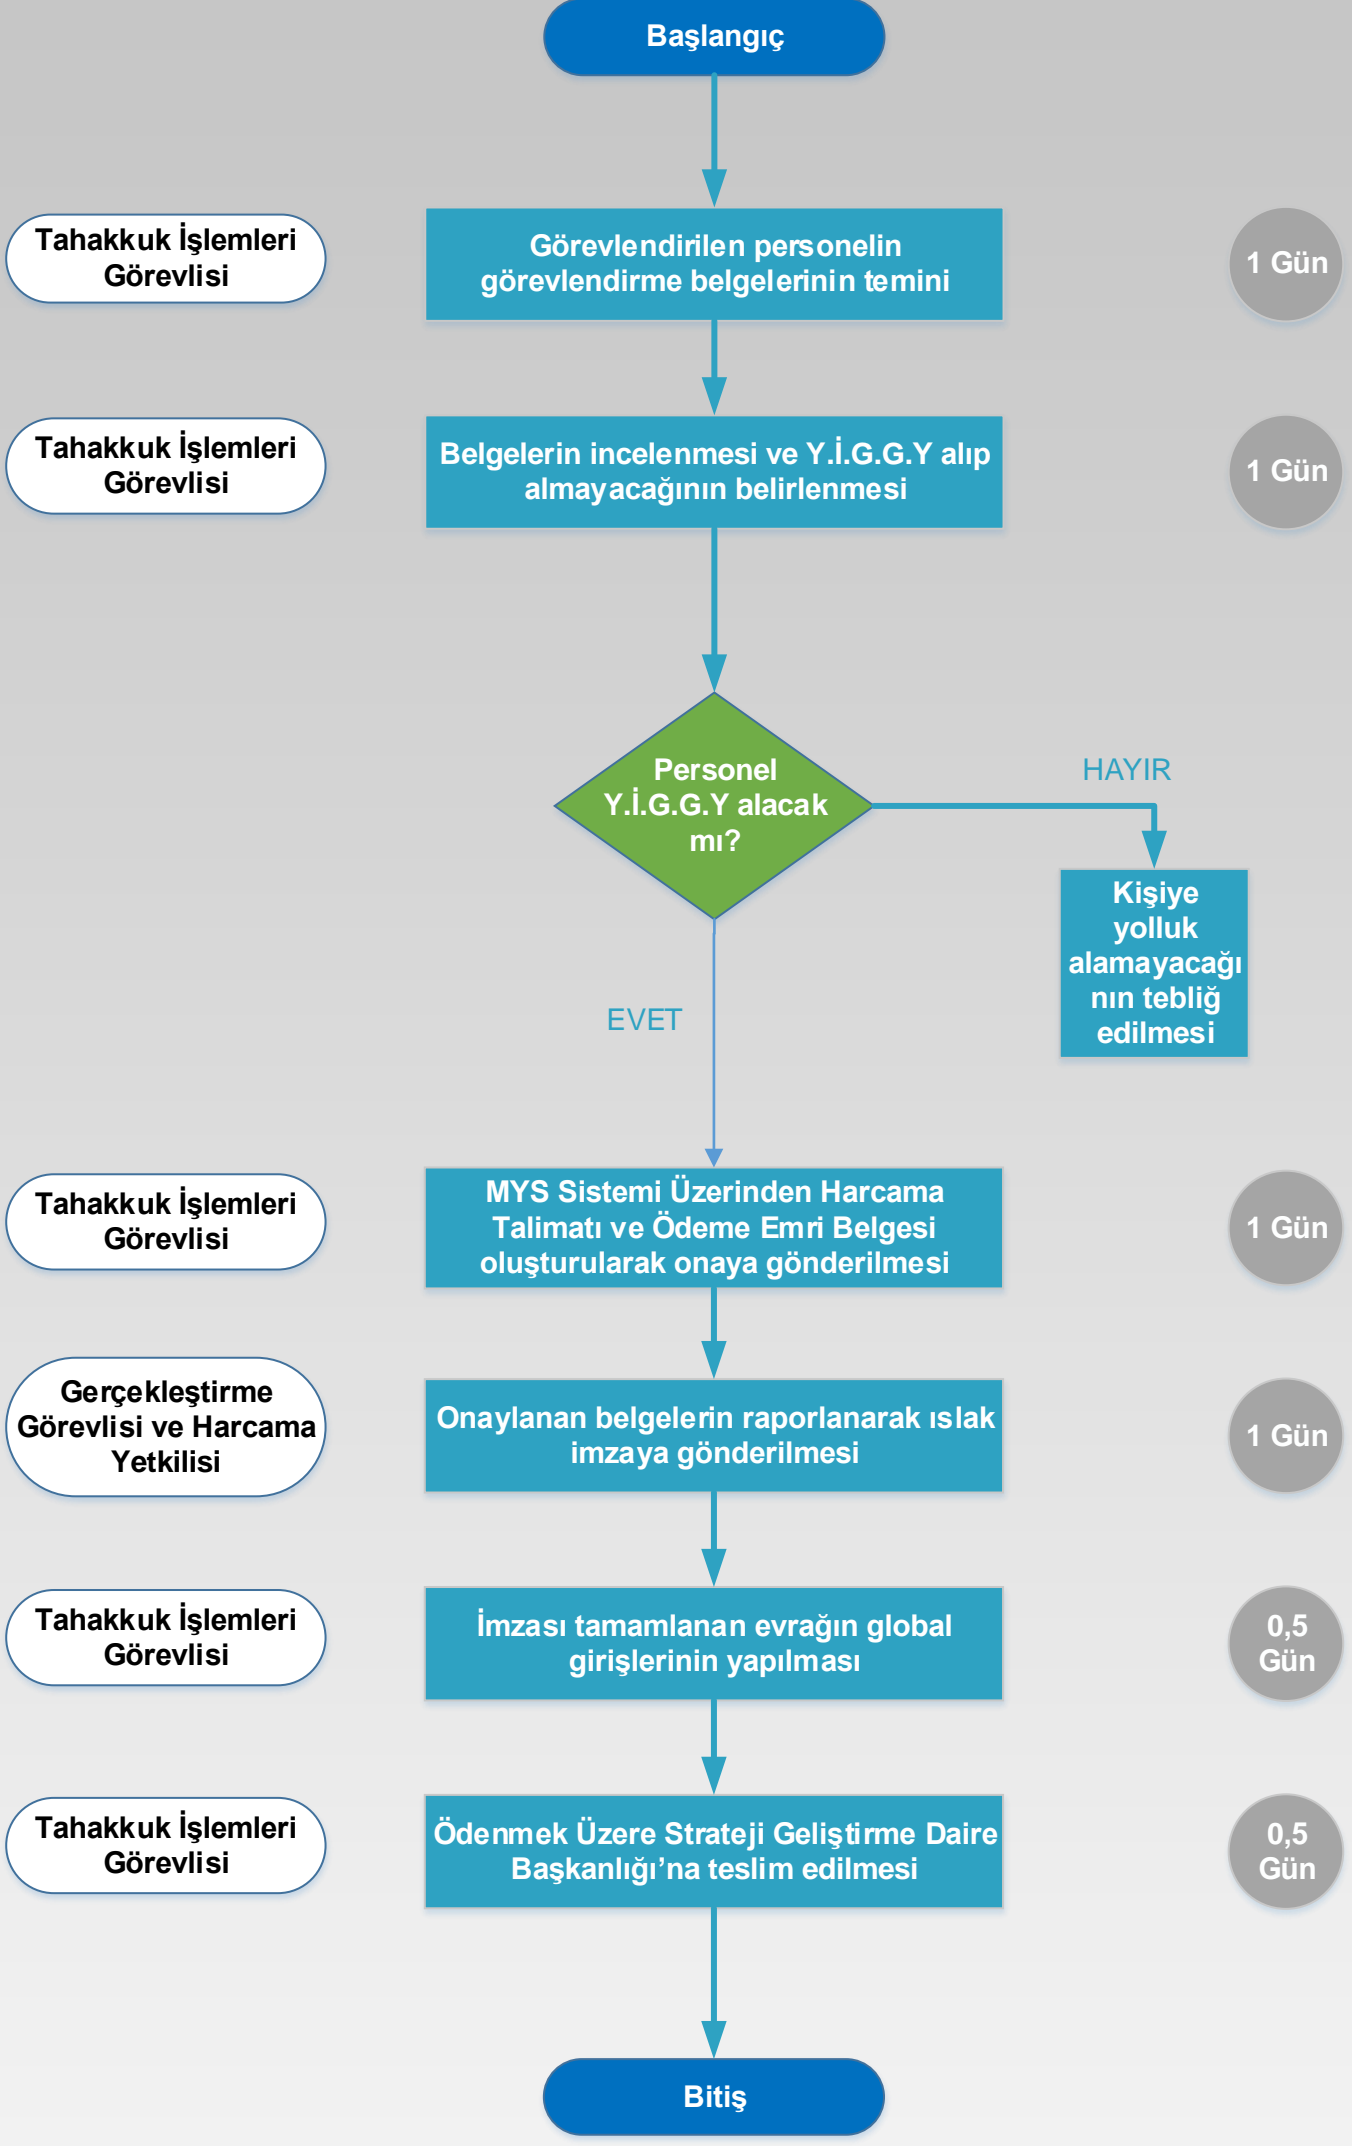 Başlangıç
Tahakkuk İşlemleri
Görevlisi
Görevlendirilen personelin
görevlendirme belgelerinin temini
1 Gün
Tahakkuk İşlemleri
Görevlisi
Belgelerin incelenmesi ve Y.İ.G.G.Y alıp
almayacağının belirlenmesi
1 Gün
Personel
Y.İ.G.G.Y alacak
mı?
HAYIR
Kişiye
yolluk
alamayacağı
nın tebliğ
edilmesi
EVET
Tahakkuk İşlemleri
Görevlisi
MYS Sistemi Üzerinden Harcama
Talimatı ve Ödeme Emri Belgesi
oluşturularak onaya gönderilmesi
1 Gün
Gerçekleştirme
Görevlisi ve Harcama
Yetkilisi
Onaylanan belgelerin raporlanarak ıslak
imzaya gönderilmesi
1 Gün
Tahakkuk İşlemleri
Görevlisi
İmzası tamamlanan evrağın global
girişlerinin yapılması
0,5
Gün
Tahakkuk İşlemleri
Görevlisi
Ödenmek Üzere Strateji Geliştirme Daire
Başkanlığı’na teslim edilmesi
0,5
Gün
Bitiş